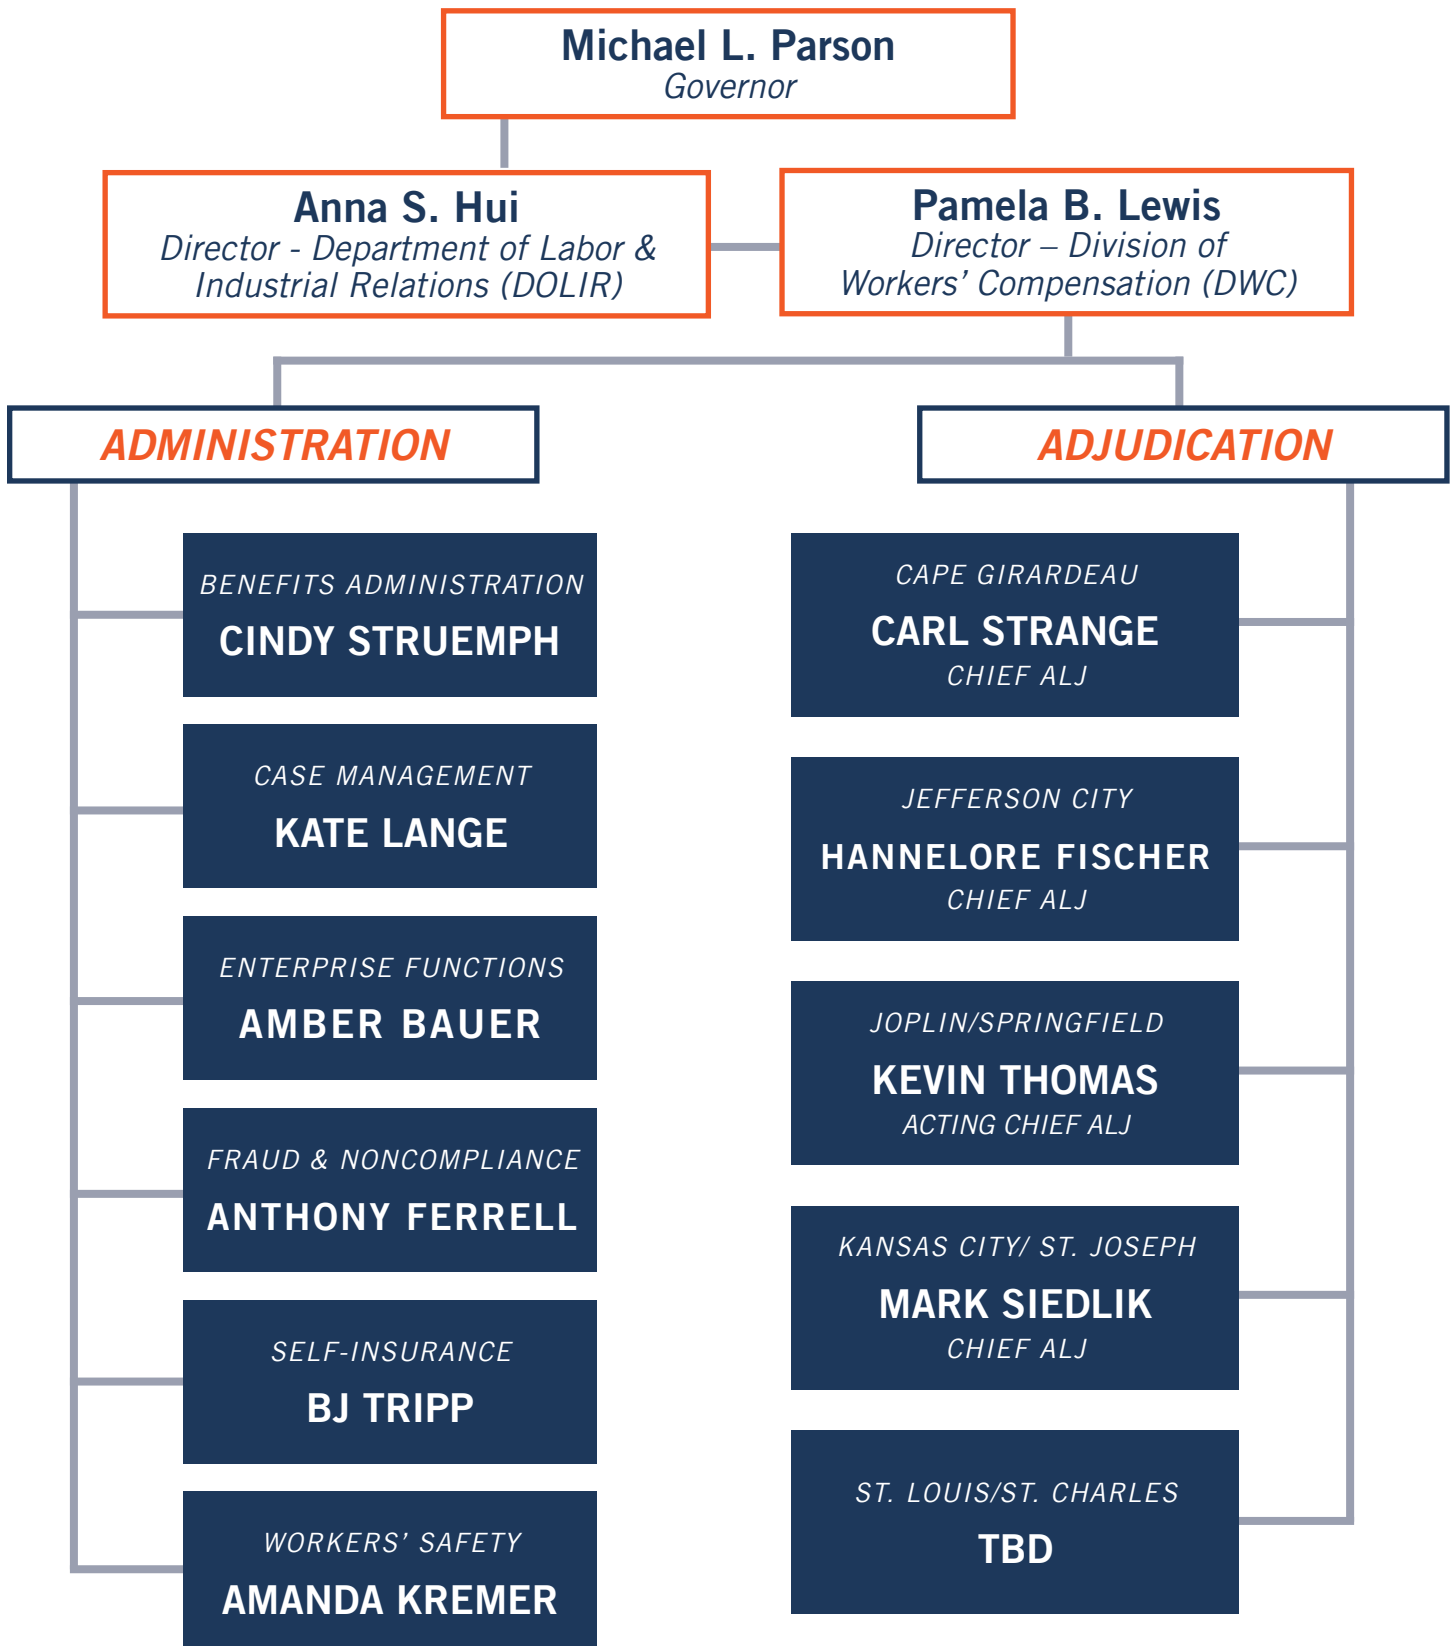 Michael L. Parson
Governor
Anna S. Hui
Director - Department of Labor &
Industrial Relations (DOLIR)
Pamela B. Lewis
Director – Division of
Workers’ Compensation (DWC)
ADMINISTRATION
BENEFITS ADMINISTRATION
CINDY STRUEMPH
CASE MANAGEMENT
KATE LANGE
ENTERPRISE FUNCTIONS
AMBER BAUER
FRAUD & NONCOMPLIANCE
ANTHONY FERRELL
SELF-INSURANCE
BJ TRIPP
WORKERS’ SAFETY
AMANDA KREMER
ADJUDICATION
CAPE GIRARDEAU
CARL STRANGE
CHIEF ALJ
JEFFERSON CITY
HANNELORE FISCHER
CHIEF ALJ
JOPLIN/SPRINGFIELD
KEVIN THOMAS
ACTING CHIEF ALJ
KANSAS CITY/ ST. JOSEPH
MARK SIEDLIK
CHIEF ALJ
ST. LOUIS/ST. CHARLES
TBD